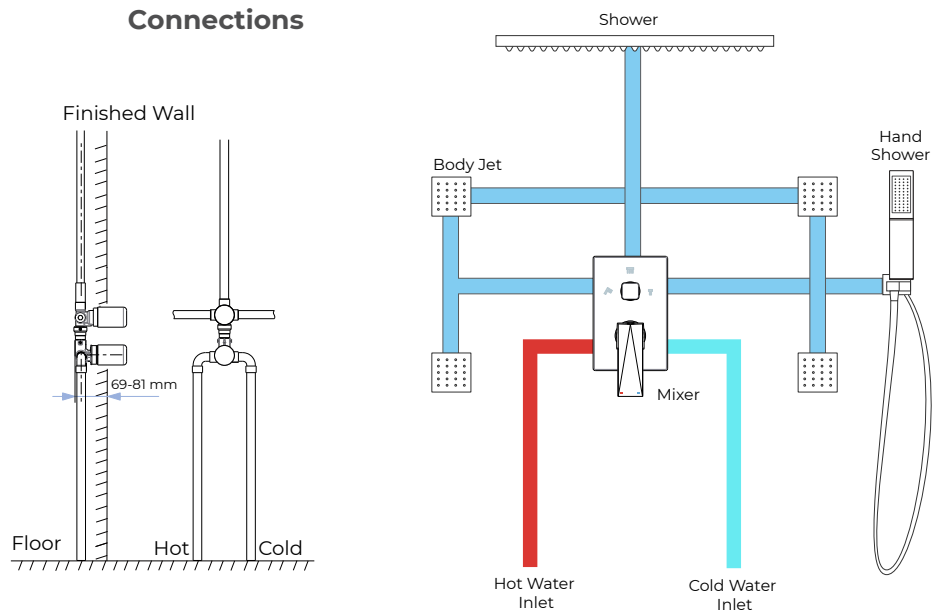 Connections
Finished Wall
69-81 mm
Floor
Hot
Cold
Shower
Body Jet
Hand
Shower
Mixer
Hot Water
Inlet
Cold Water
Inlet